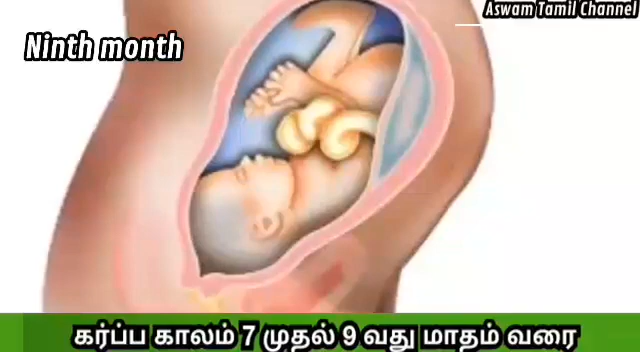 Aswam Tamil Channel
Ninth month
கர்ப்ப காலம் 7 முதல் 9 வது மாதம் வரை